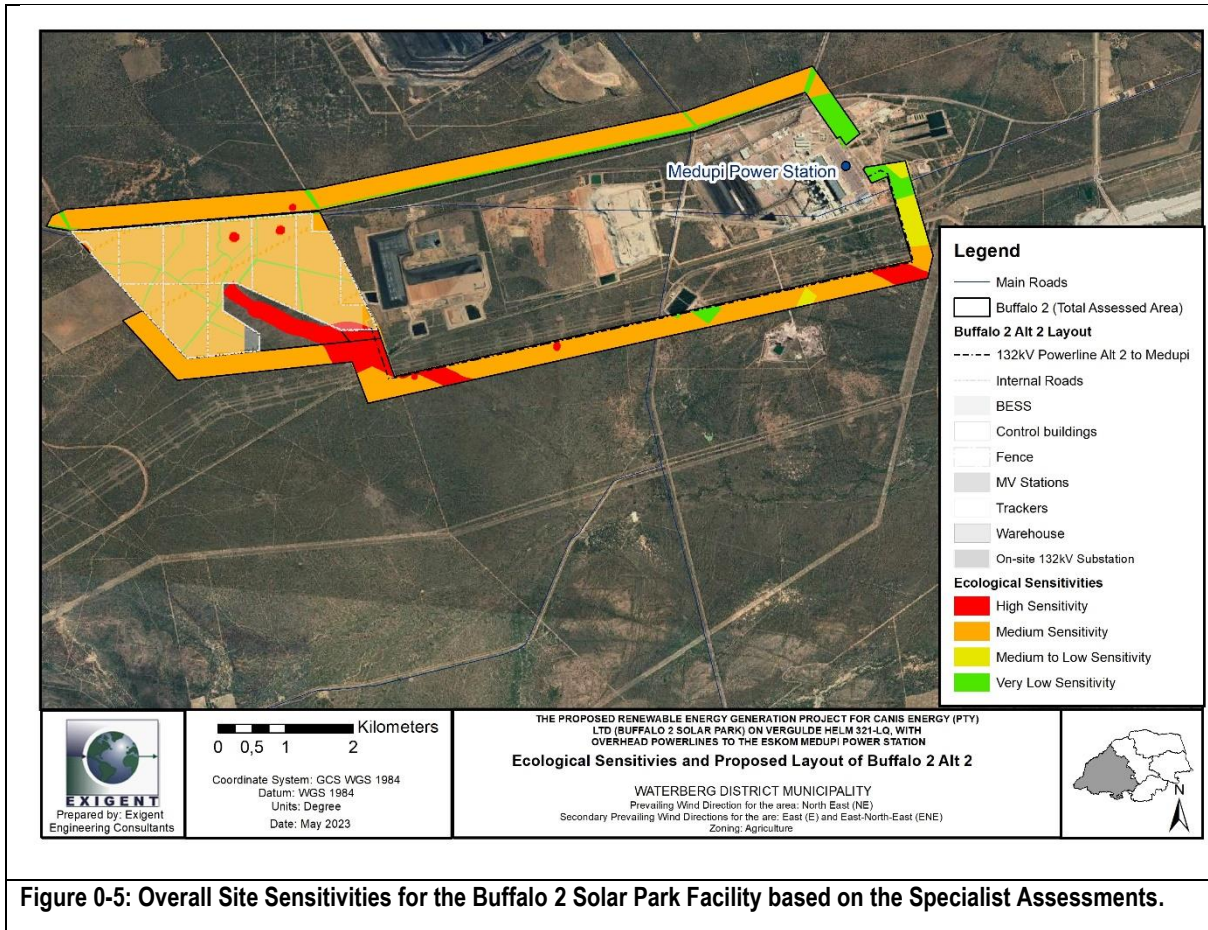 Medupi Power Station
Legend
Main Roads
Buffalo 2 (Total Assessed Area)
Buffalo 2 Alt 2 Layout
132kV Powerline Alt 2 to Medupi
Internal Roads
BESS
Control buildings
Fence
MV Stations
Trackers
Warehouse
On-site 132kV Substation
Ecological Sensitivities
High Sensitivity
Medium Sensitivity
Medium to Low Sensitivity
Very Low Sensitivity
EXIGENT
Prepared by: Exigent
Engineering Consultants
Kilometers
0 0,5 1 2
Coordinate System: GCS WGS 1984
Datum: WGS 1984
Units: Degree
Date: May 2023
THE PROPOSED RENEWABLE ENERGY GENERATION PROJECT FOR CANIS ENERGY (PTY)
LTD (BUFFALO 2 SOLAR PARK) ON VERGULDE HELM 321-LQ, WITH
OVERHEAD POWERLINES TO THE ESKOM MEDUPI POWER STATION
Ecological Sensitivies and Proposed Layout of Buffalo 2 Alt 2
WATERBERG DISTRICT MUNICIPALITY
Prevailing Wind Direction for the area: North East (NE)
Secondary Prevailing Wind Directions for the are: East (E) and East-North-East (ENE)
Zoning: Agriculture
N
Figure 0-5: Overall Site Sensitivities for the Buffalo 2 Solar Park Facility based on the Specialist Assessments.